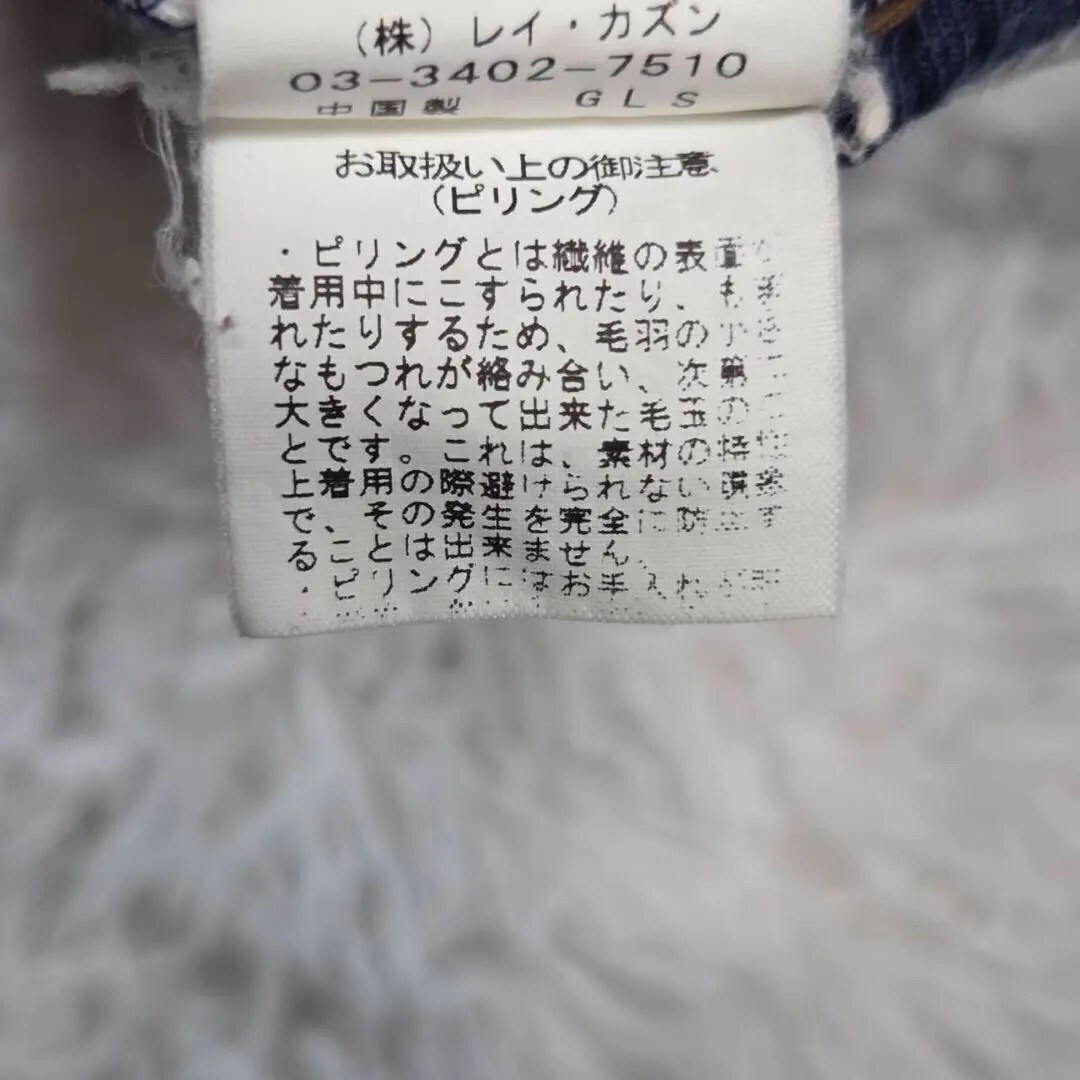 (株) レイ・カズン
03-3402-7510
中国製 GLS
お取扱い上の御注意
(ピリング)
・ピリングとは繊維の表面が
着用中にこすられたり、も
れたりするため、毛羽の
なもつれが絡み合い、次第に
大きくなって出来た毛玉のこ
とです。これは、素材の特性
上着用の際避けられない現象
で、その発生を完全に防止す
ることは出来ません。
・ピリングにはお手入れが